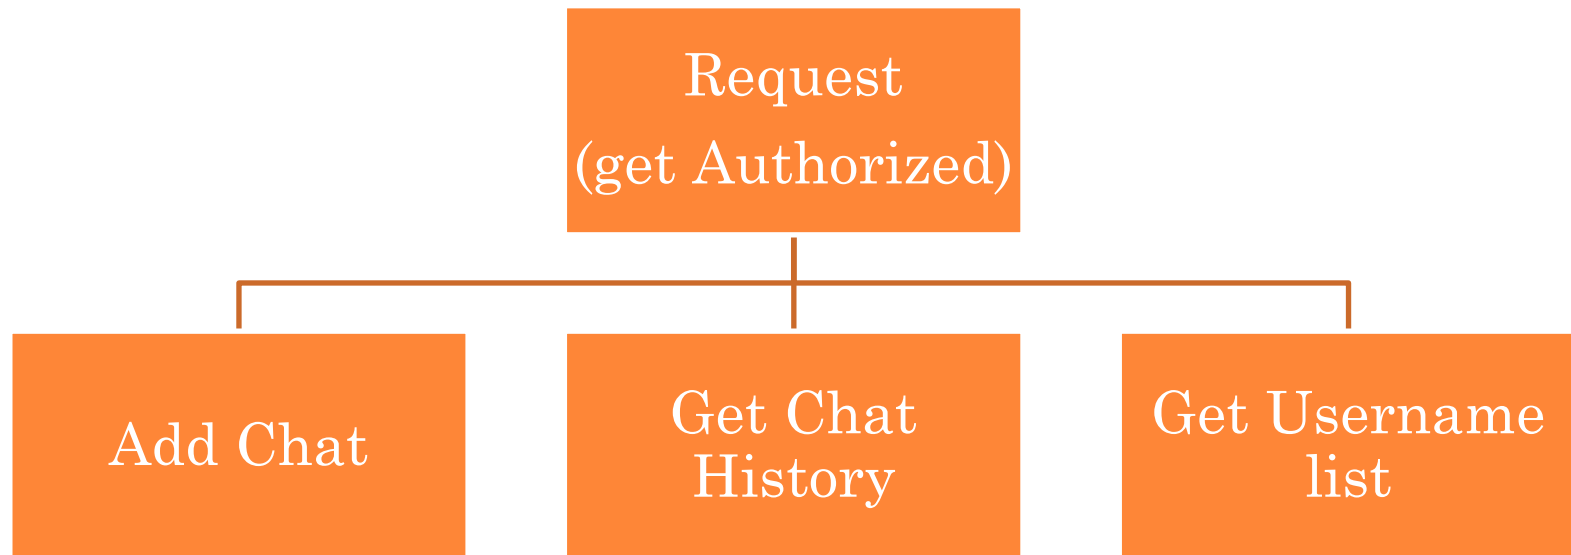 Request
(get Authorized)
Add Chat
Get Chat
History
Get Username
list